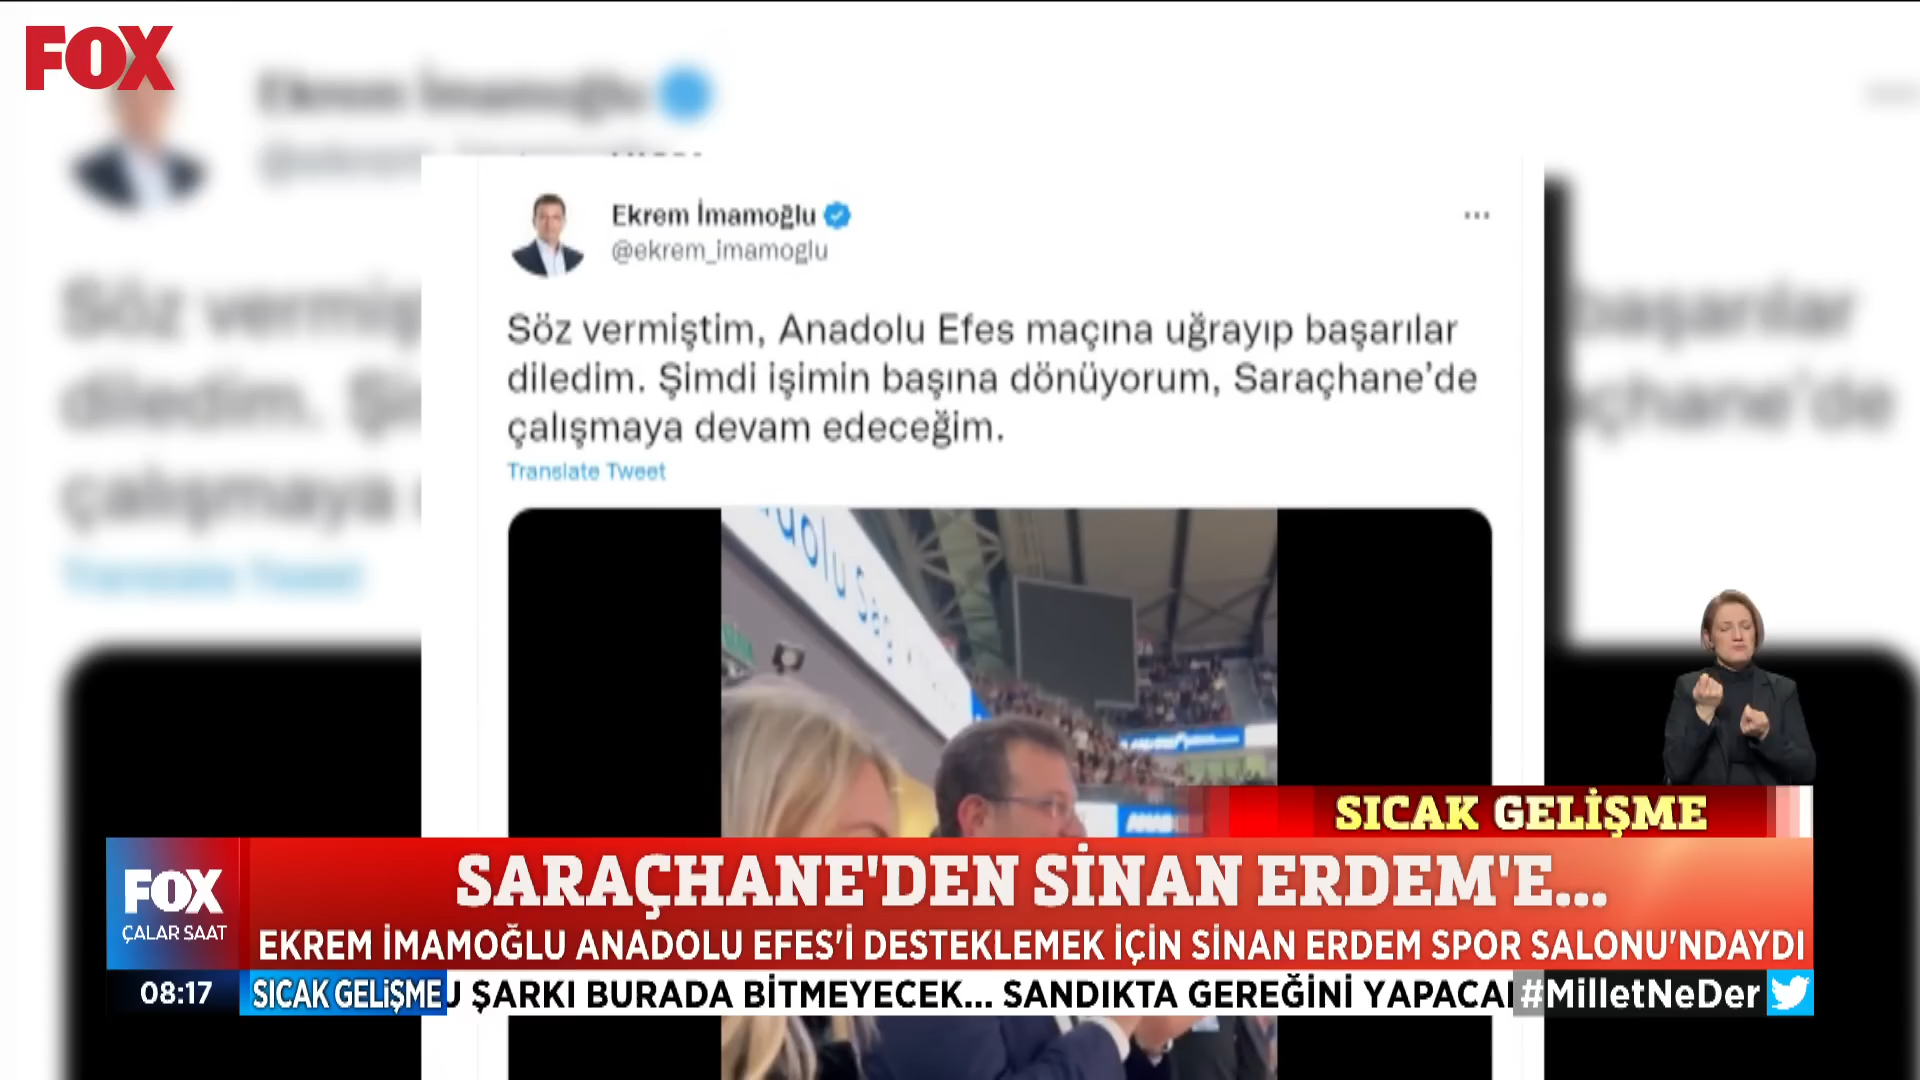 FOX
Ekrem İmamoğlu
Ekrem İmamoğlu
@ekrem_imamoglu
Söz vermiştim, Anadolu Efes maçına uğrayıp başarılar
diledim. Şimdi işimin başına dönüyorum, Saraçhane'de
çalışmaya devam edeceğim.
Translate Tweet
SICAK GELİŞME
FOX
ÇALAR SAAT
SARAÇHANE'DEN SİNAN ERDEM'E...
EKREM İMAMOĞLU ANADOLU EFES'İ DESTEKLEMEK İÇİN SİNAN ERDEM SPOR SALONU'NDAYDI
08:17
SICAK GELİŞME
ŞARKI BURADA BİTMEYECEK... SANDIKTA GEREĞİNİ
#MilletNeDer